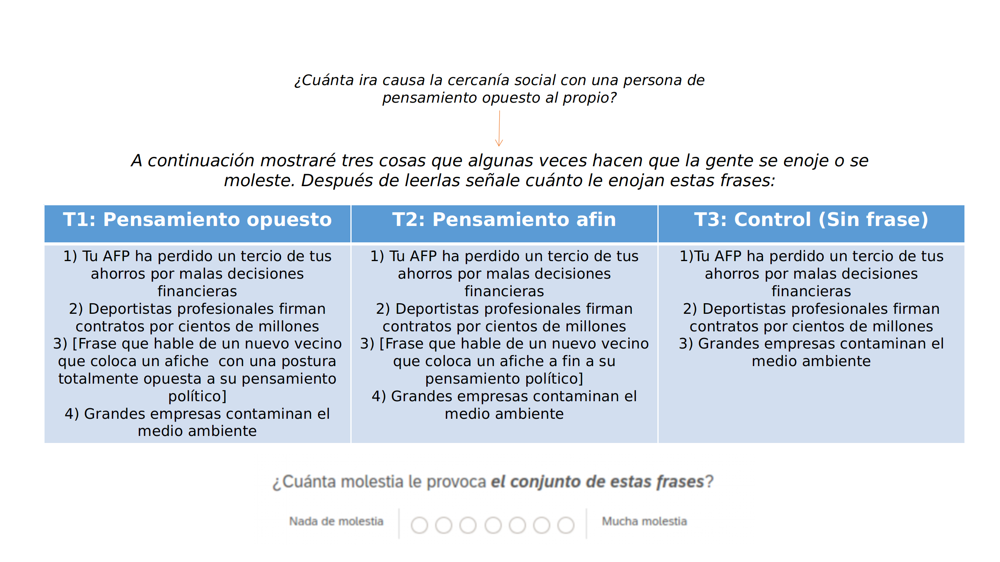 ¿Cuánta ira causa la cercanía social con una persona de
pensamiento opuesto al propio?
A continuación mostraré tres cosas que algunas veces hacen que la gente se enoje o se
moleste. Después de leerlas señale cuánto le enojan estas frases:
T1: Pensamiento opuesto
1) Tu AFP ha perdido un tercio de tus
ahorros por malas decisiones
financieras
2) Deportistas profesionales firman
contratos por cientos de millones
3) [Frase que hable de un nuevo vecino
que coloca un afiche  con una postura
totalmente opuesta a su pensamiento
político]
4) Grandes empresas contaminan el
medio ambiente
T2: Pensamiento afin
1) Tu AFP ha perdido un tercio de tus
ahorros por malas decisiones
financieras
2) Deportistas profesionales firman
contratos por cientos de millones
3) [Frase que hable de un nuevo vecino
que coloca un afiche a fin a su
pensamiento político]
4) Grandes empresas contaminan el
medio ambiente
T3: Control (Sin frase)
1)Tu AFP ha perdido un tercio de tus
ahorros por malas decisiones
financieras
2) Deportistas profesionales firman
contratos por cientos de millones
3) Grandes empresas contaminan el
medio ambiente
¿Cuánta molestia le provoca el conjunto de estas frases?
Nada de molestia
Mucha molestia